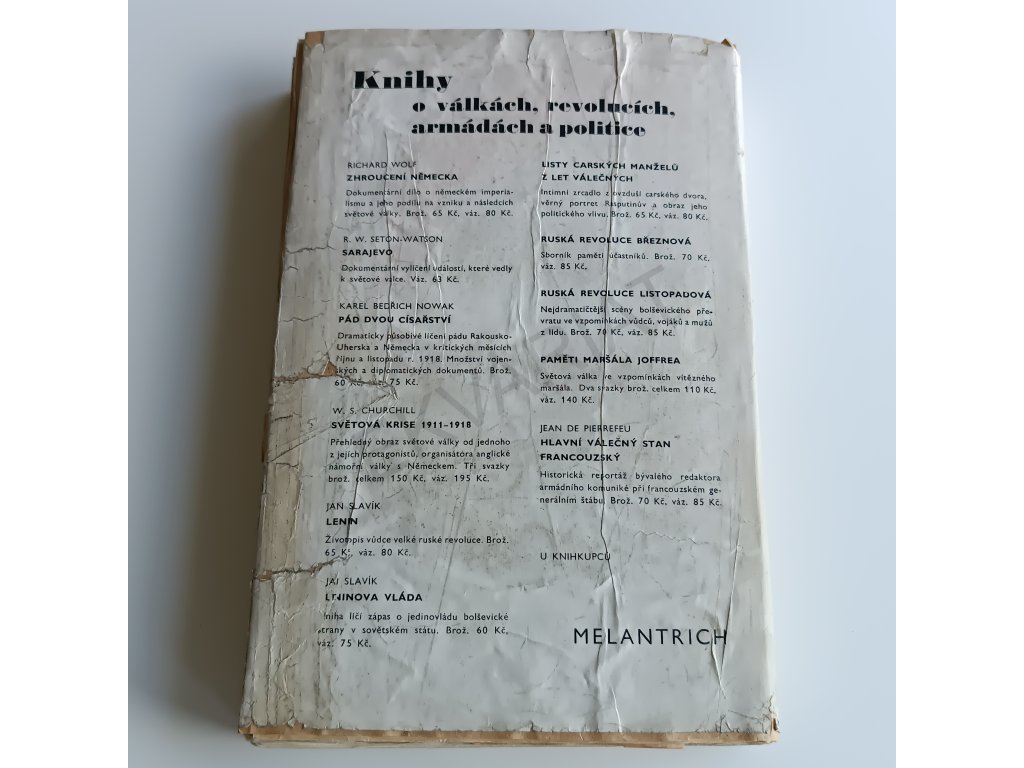 Knihy
o válkách, revolucích,
armádách a politice
RICHARD WOLF
ZHROUCENÍ NĚMECKA
Dokumentární dílo o německém imperia-
lismu a jeho podílu na vzniku a následcích
světové války. Brož. 65 Kč, váz. 80 Kč.
R. W. SETON-WATSON
SARAJEVO
Dokumentární vylíčení událostí, které vedly
k světové válce. Váz. 63 Kč.
KAREL BEDŘICH NOWAK
PÁD DVOU CÍSAŘSTVÍ
Dramaticky působivé líčení pádu Rakousko-
Uherska a Německa v kritických měsících
říjnu a listopadu r. 1918. Množství vojen-
ských a diplomatických dokumentů. Brož.
60 Kč, váz. 75 Kč.
W. S. CHURCHILL
SVĚTOVÁ KRISE 1911-1918
Přehledný obraz světové války od jednoho
z jejích protagonistů, organisátora anglické
námořní války s Německem. Tři svazky
brož. celkem 150 Kč, váz. 195 Kč.
JAN SLAVÍK
LENIN
Životopis vůdce velké ruské revoluce. Brož.
65 Kč, váz. 80 Kč.
JAN SLAVÍK
LENINOVA VLÁDA
Kniha líčí zápas o jedinovládu bolševické
strany v sovětském státu. Brož. 60 Kč,
váz. 75 Kč.
LISTY CARSKÝCH MANŽELŮ
Z LET VÁLEČNÝCH
Intimní zrcadlo z ovzduší carského dvora,
věrný portret Rasputinův a obraz jeho
politického vlivu. Brož. 65 Kč, váz. 80 Kč.
RUSKÁ REVOLUCE BŘEZNOVÁ
Sborník pamětí účastníků. Brož. 70 Kč,
váz. 85 Kč.
RUSKÁ REVOLUCE LISTOPADOVÁ
Nejdramatičtější scény bolševického pře-
vratu ve vzpomínkách vůdců, vojáků a mužů
z lidu. Brož. 70 Kč, váz. 85 Kč.
PAMĚTI MARŠÁLA JOFFREA
Světová válka ve vzpomínkách vítězného
maršála. Dva svazky brož. celkem 110 Kč,
váz. 140 Kč.
JEAN DE PIERREFEU
HLAVNÍ VÁLEČNÝ STAN
FRANCOUZSKÝ
Historická reportáž bývalého redaktora
armádního komuniké při francouzském ge-
nerálním štábu. Brož. 70 Kč, váz. 85 Kč.
U KNIHKUPCŮ
MELANTRICH